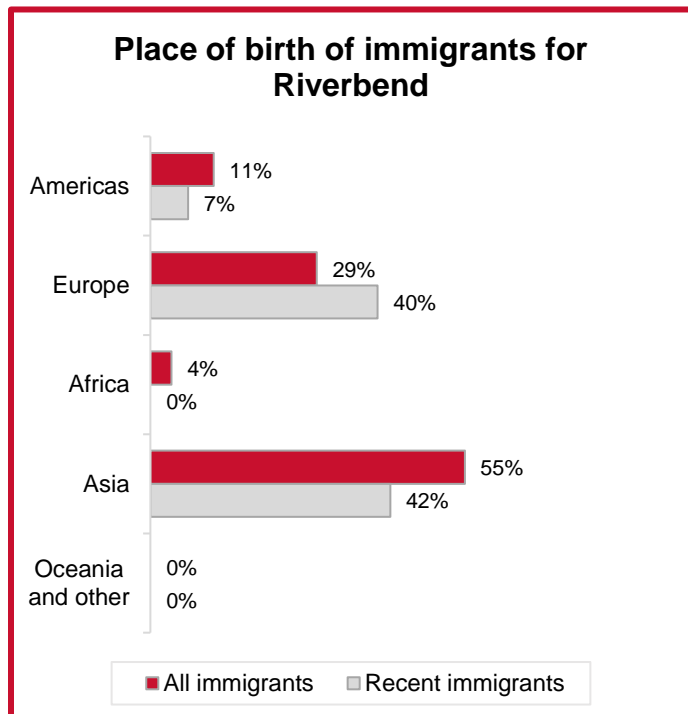 Place of birth of immigrants for
Riverbend
Americas
11%
7%
Europe
29%
40%
Africa
4%
0%
Asia
55%
42%
Oceania
and other
0%
0%
All immigrants
Recent immigrants